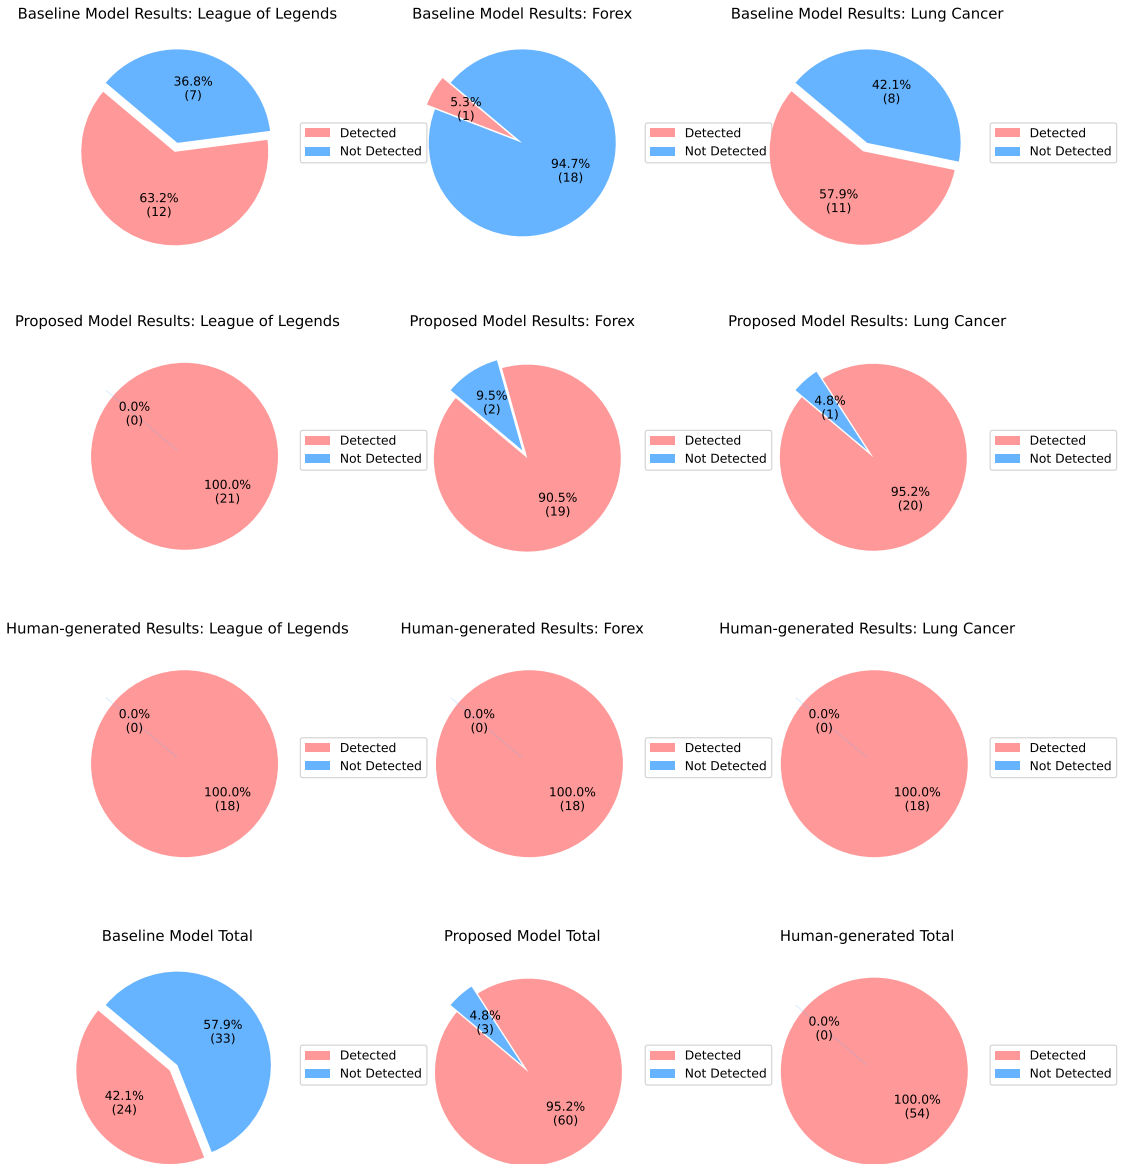 Baseline Model Results: League of Legends
36.8%
(7)
63.2%
(12)
Detected
Not Detected
Baseline Model Results: Forex
5.3%
(1)
94.7%
(18)
Detected
Not Detected
Baseline Model Results: Lung Cancer
42.1%
(8)
57.9%
(11)
Detected
Not Detected
Proposed Model Results: League of Legends
0.0%
(0)
100.0%
(21)
Detected
Not Detected
Proposed Model Results: Forex
9.5%
(2)
90.5%
(19)
Detected
Not Detected
Proposed Model Results: Lung Cancer
4.8%
(1)
95.2%
(20)
Detected
Not Detected
Human-generated Results: League of Legends
0.0%
(0)
100.0%
(18)
Detected
Not Detected
Human-generated Results: Forex
0.0%
(0)
100.0%
(18)
Detected
Not Detected
Human-generated Results: Lung Cancer
0.0%
(0)
100.0%
(18)
Detected
Not Detected
Baseline Model Total
57.9%
(33)
42.1%
(24)
Detected
Not Detected
Proposed Model Total
4.8%
(3)
95.2%
(60)
Detected
Not Detected
Human-generated Total
0.0%
(0)
100.0%
(54)
Detected
Not Detected